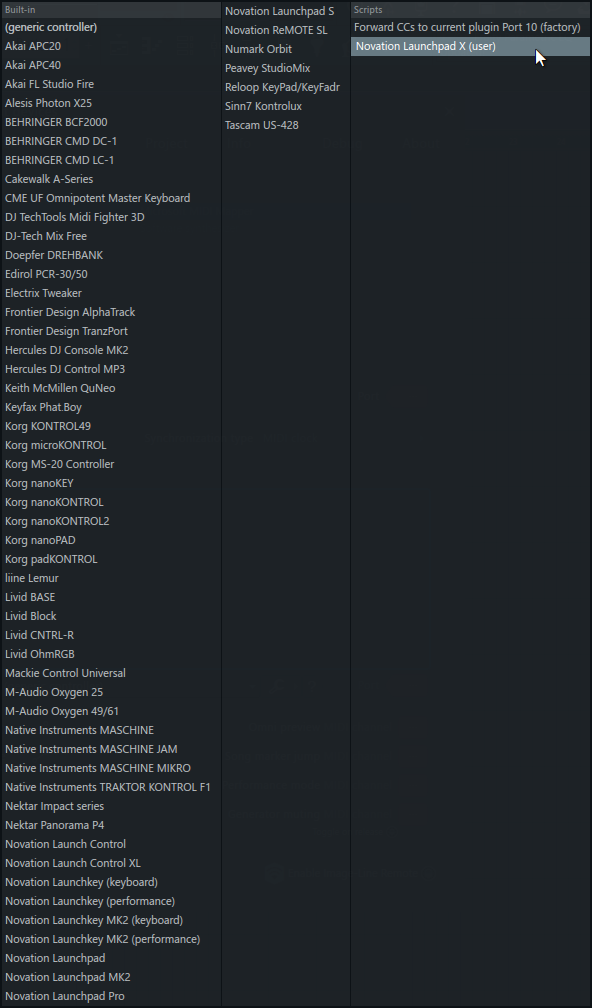 Built-in
(generic controller)
Akai APC20
Akai APC40
Akai FL Studio Fire
Alesis Photon X25
BEHRINGER BCF2000
BEHRINGER CMD DC-1
BEHRINGER CMD LC-1
Cakewalk A-Series
CME UF Omnipotent Master Keyboard
DJ TechTools Midi Fighter 3D
DJ-Tech Mix Free
Doepfer DREHBANK
Edirol PCR-30/50
Electrix Tweaker
Frontier Design AlphaTrack
Frontier Design TranzPort
Hercules DJ Console MK2
Hercules DJ Control MP3
Keith McMillen QuNeo
Keyfax Phat.Boy
Korg KONTROL49
Korg microKONTROL
Korg MS-20 Controller
Korg nanoKEY
Korg nanoKONTROL
Korg nanoKONTROL2
Korg nanoPAD
Korg padKONTROL
liine Lemur
Livid BASE
Livid Block
Livid CNTRL-R
Livid OhmRGB
Mackie Control Universal
M-Audio Oxygen 25
M-Audio Oxygen 49/61
Native Instruments MASCHINE
Native Instruments MASCHINE JAM
Native Instruments MASCHINE MIKRO
Native Instruments TRAKTOR KONTROL F1
Nektar Impact series
Nektar Panorama P4
Novation Launch Control
Novation Launch Control XL
Novation Launchkey (keyboard)
Novation Launchkey (performance)
Novation Launchkey MK2 (keyboard)
Novation Launchkey MK2 (performance)
Novation Launchpad
Novation Launchpad MK2
Novation Launchpad Pro
Novation Launchpad S
Novation ReMOTE SL
Numark Orbit
Peavey StudioMix
Reloop KeyPad/KeyFadr
Sinn7 Kontrolux
Tascam US-428
Scripts
Forward CCs to current plugin Port 10 (factory)
Novation Launchpad X (user)